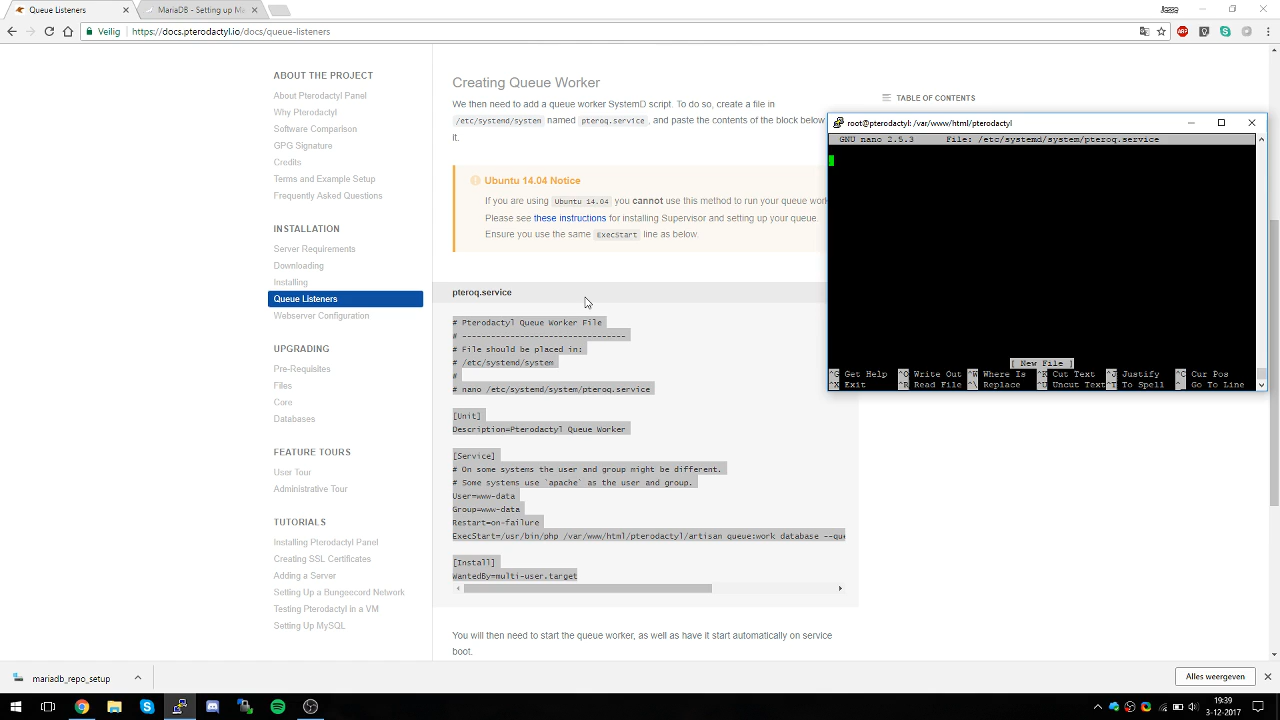 Queue Listeners
MariaDB - Setting up Ma
Veilig
https://docs.pterodactyl.io/docs/queue-listeners
ABOUT THE PROJECT
About Pterodactyl Panel
Why Pterodactyl
Software Comparison
GPG Signature
Credits
Terms and Example Setup
Frequently Asked Questions
INSTALLATION
Server Requirements
Downloading
Installing
Queue Listeners
Webserver Configuration
UPGRADING
Pre-Requisites
Files
Core
Databases
FEATURE TOURS
User Tour
Administrative Tour
TUTORIALS
Installing Pterodactyl Panel
Creating SSL Certificates
Adding a Server
Setting Up a Bungeecord Network
Testing Pterodactyl in a VM
Setting Up MySQL
Creating Queue Worker
We then need to add a queue worker SystemD script. To do so, create a file in
/etc/systemd/system named pteroq.service, and paste the contents of the block below
it.
Ubuntu 14.04 Notice
If you are using Ubuntu 14.04 you cannot use this method to run your queue work
Please see these instructions for installing Supervisor and setting up your queue
Ensure you use the same ExecStart line as below.
pteroq.service
# Pterodactyl Queue Worker File
# ----------------------------------
# File should be placed in:
# /etc/systemd/system
#
# nano /etc/systemd/system/pteroq.service
[Unit]
Description=Pterodactyl Queue Worker
[Service]
# On some systems the user and group might be different.
# Some systems use `apache` as the user and group.
User=www-data
Group=www-data
Restart=on-failure
ExecStart=/usr/bin/php /var/www/html/pterodactyl/artisan queue:work database --que
[Install]
WantedBy=multi-user.target
You will then need to start the queue worker, as well as have it start automatically on service
boot.
TABLE OF CONTENTS
root@pterodactyl: /var/www/html/pterodactyl
GNU nano 2.5.3 File: /etc/systemd/system/pteroq.service
[ New File ]
^G Get Help ^O Write Out ^W Where Is ^K Cut Text ^J Justify ^C Cur Pos
^X Exit ^R Read File ^\ Replace ^U Uncut Text ^T To Spell ^_ Go To Line
mariadb_repo_setup
Alles weergeven
19:39
3-12-2017